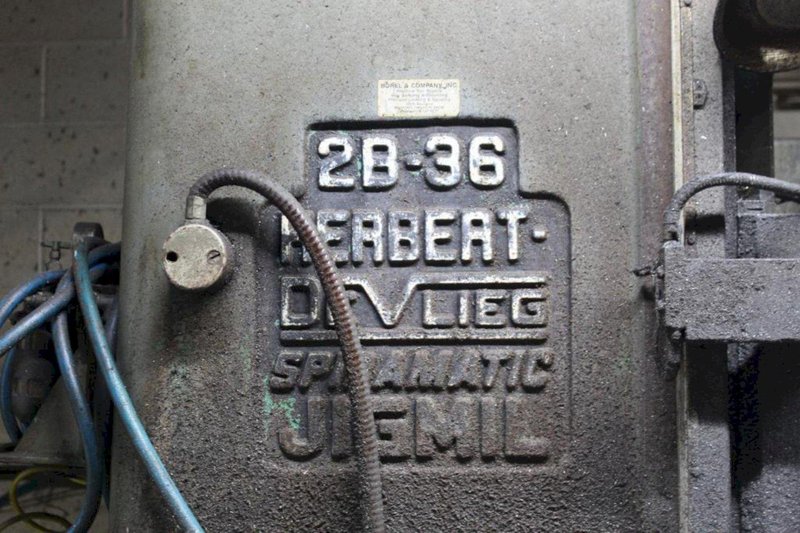 BOREL & COMPANY, INC.
2B-36
HERBERT-
DEVLIEG
SPIRAMATIC
JIGMIL